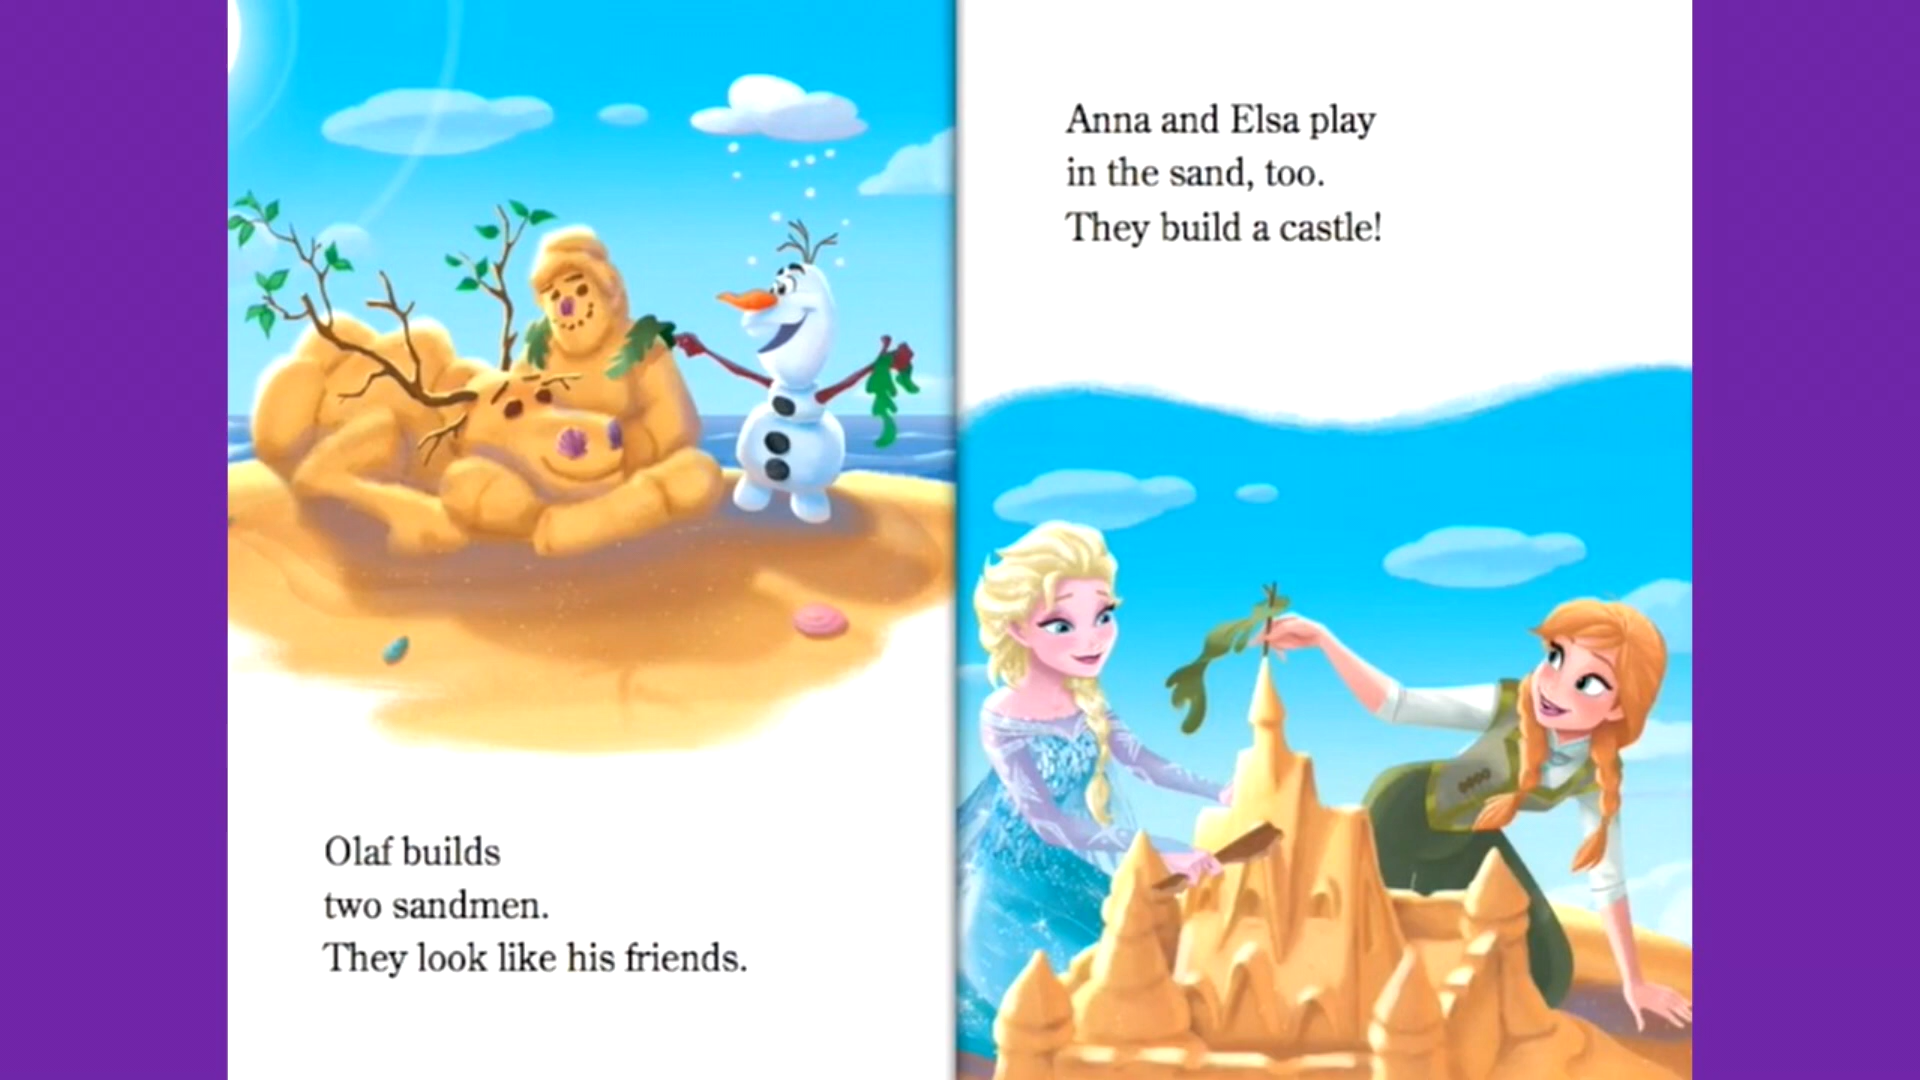 Olaf builds
two sandmen.
They look like his friends.
Anna and Elsa play
in the sand, too.
They build a castle!